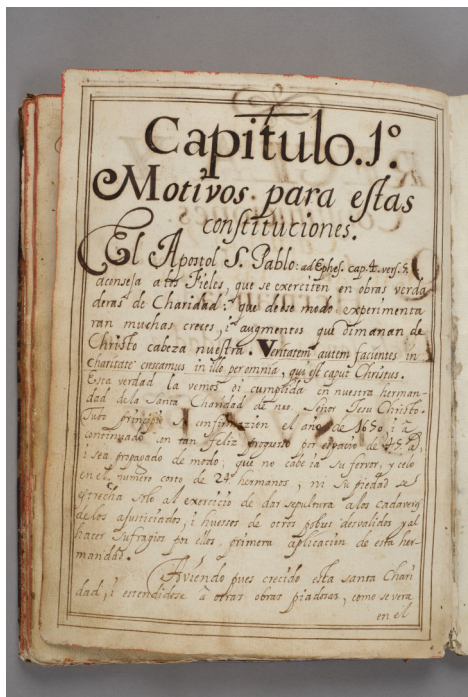 Capitulo. 1º.
Motivos para estas
constituciones.
El Apostol S. Pablo: ad Ephes. cap. 4. vers.
aconseja a los Fieles, que se exerciten en obras verda
deras de Charidad: que de ese modo experimenta
ran muchas creces, i augmentos que dimanan de
Christo cabeza nuestra. Veritatem autem facientes in
Charitate crescamus in illo per omnia, qui est caput Christus.
Esta verdad la vemos oi cumplida en nuestra herman-
dad de la Santa Charidad de nro. Señor Jesu Christo.
Tubo principio su confirmacion el año de 1650 i
continuado con tan feliz progreso por espacio de
i sea propagado de modo, que no cabe ia su fervor, y celo
en el numero corto de 24 hermanos, ni su piedad se
estrecha solo al exercicio de dar sepultura a los cadaveres
de los ajusticiados, i huesos de otros pobres desvalidos y al
hacer sufragios por ellos, primera aplicacion de esta her-
mandad.
Aviendo pues crecido esta santa Chari
dad, i estendidose a otras obras piadosas, como se vera
en el